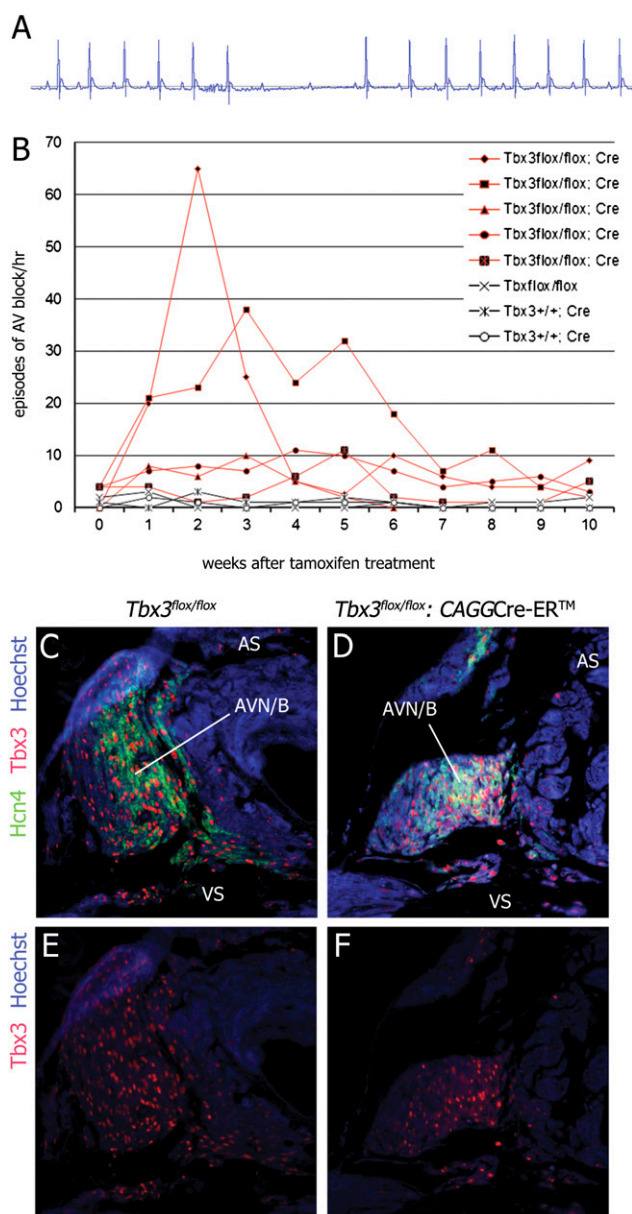 A
B
70
60
50
40
30
20
10
0
episodes of AV block/hr
0 1 2 3 4 5 6 7 8 9 10
weeks after tamoxifen treatment
Tbx3flox/flox; Cre
Tbx3flox/flox; Cre
Tbx3flox/flox; Cre
Tbx3flox/flox; Cre
Tbx3flox/flox; Cre
Tbxflox/flox
Tbx3+/+; Cre
Tbx3+/+; Cre
Tbx3flox/flox
Tbx3flox/flox: CAGGCre-ER™
Hcn4 Tbx3 Hoechst
C
AS
AVN/B
VS
D
AS
AVN/B
VS
Tbx3 Hoechst
E
F